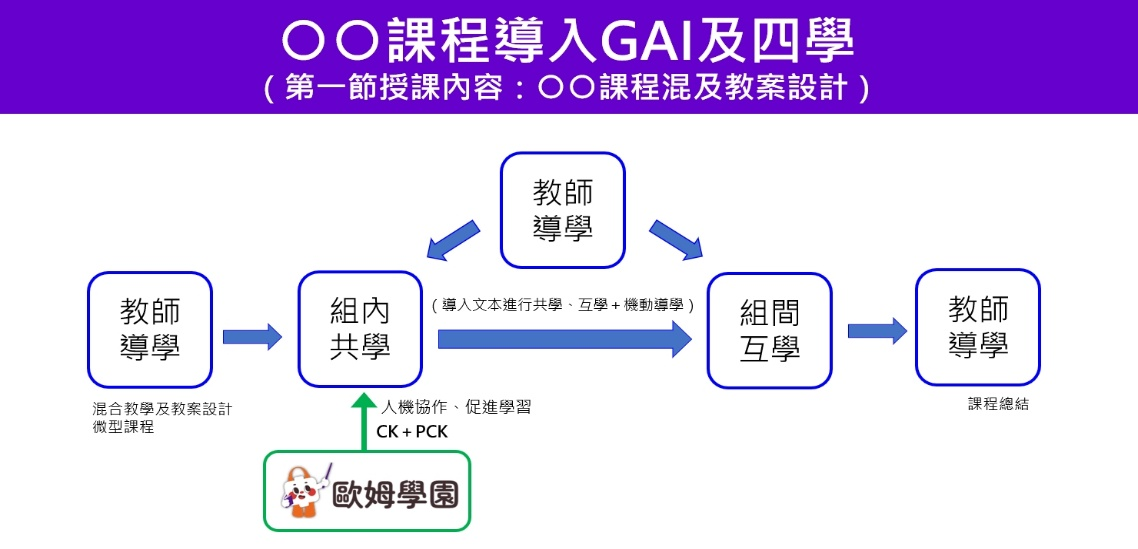 〇〇課程導入GAI及四學
（第一節授課內容：〇〇課程混及教案設計）
教師
導學
教師
導學
混合教學及教案設計
微型課程
組內
共學
（導入文本進行共學、互學＋機動導學）
組間
互學
教師
導學
課程總結
人機協作、促進學習
CK＋PCK
歐姆學園